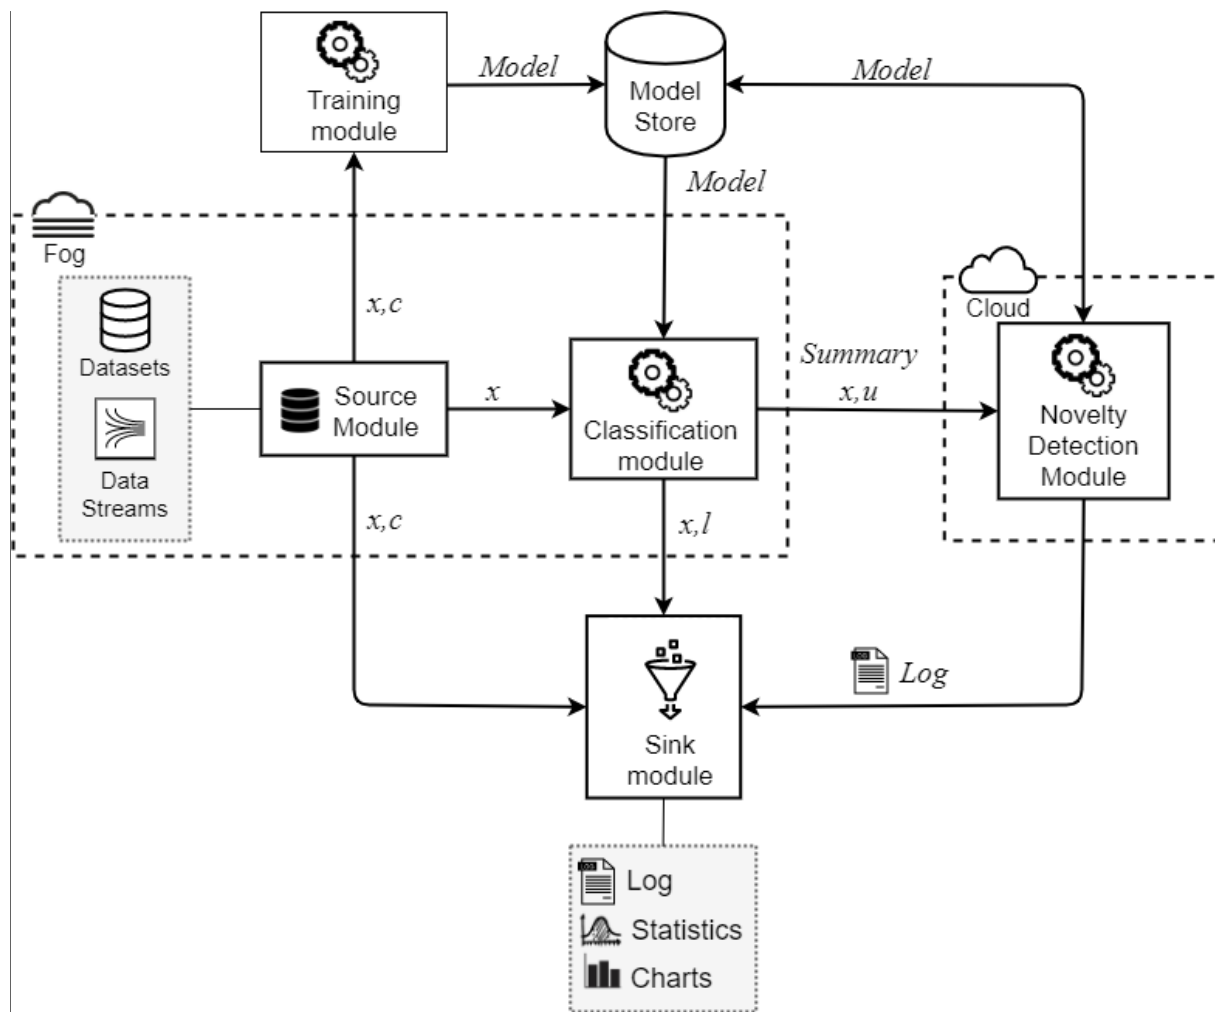 Training
module
Model
Model
Store
Model
Model
Fog
Cloud
x,c
Datasets
Data
Streams
Source
Module
x
Classification
module
Summary
x,u
Novelty
Detection
Module
x,c
x,l
Log
Sink
module
Log
Statistics
Charts